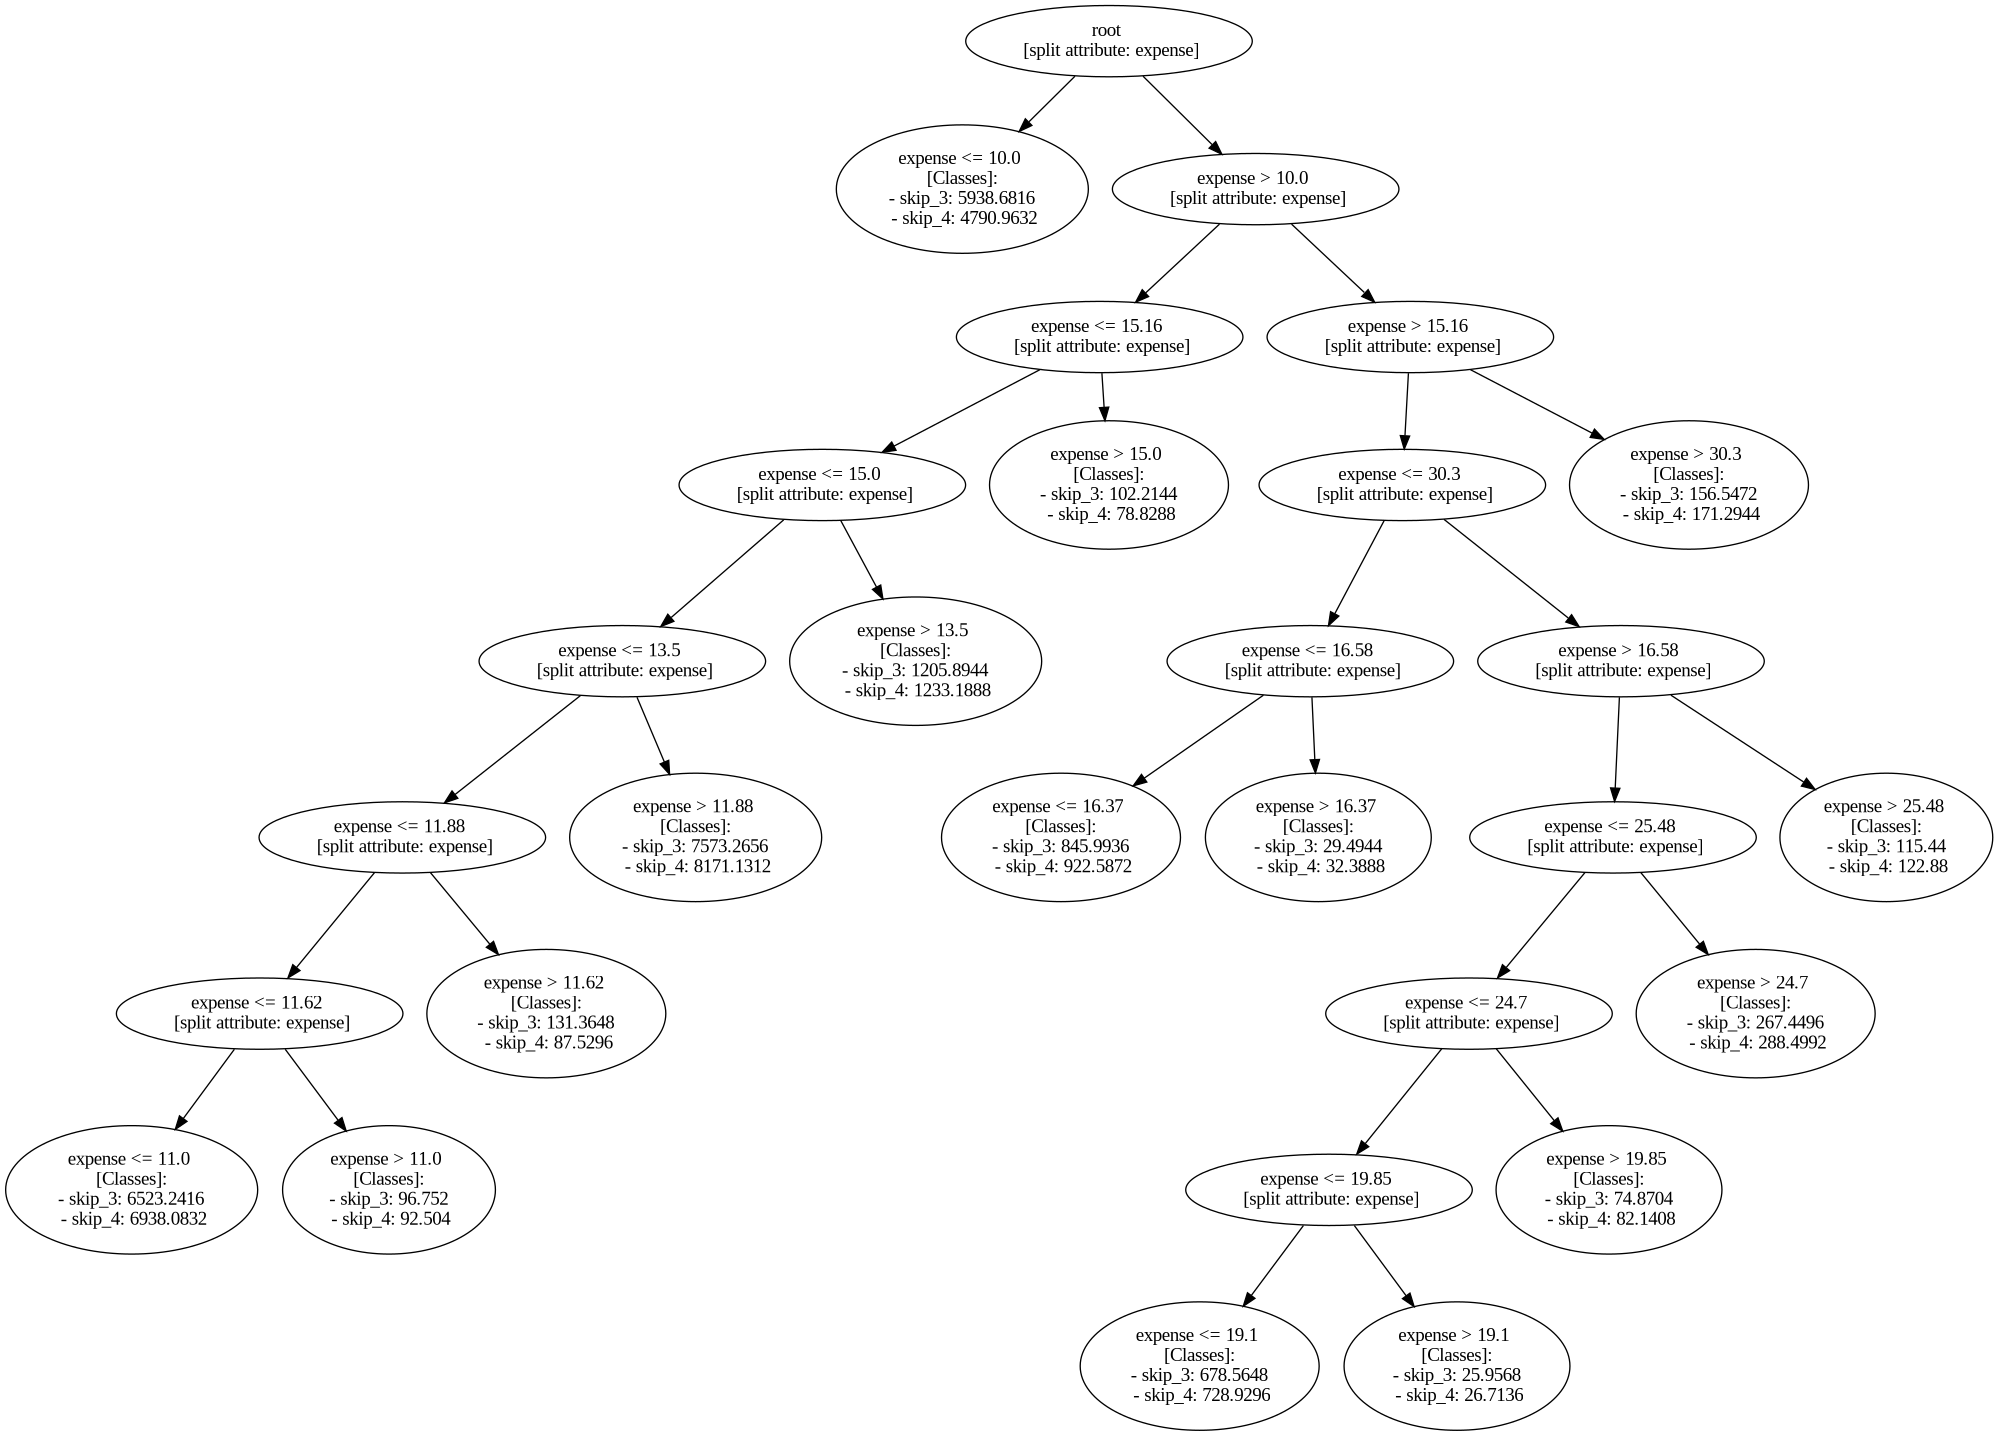 root
[split attribute: expense]
expense <= 10.0
[Classes]:
- skip_3: 5938.6816
- skip_4: 4790.9632
expense > 10.0
[split attribute: expense]
expense <= 15.16
[split attribute: expense]
expense > 15.16
[split attribute: expense]
expense <= 15.0
[split attribute: expense]
expense > 15.0
[Classes]:
- skip_3: 102.2144
- skip_4: 78.8288
expense <= 30.3
[split attribute: expense]
expense > 30.3
[Classes]:
- skip_3: 156.5472
- skip_4: 171.2944
expense <= 13.5
[split attribute: expense]
expense > 13.5
[Classes]:
- skip_3: 1205.8944
- skip_4: 1233.1888
expense <= 16.58
[split attribute: expense]
expense > 16.58
[split attribute: expense]
expense <= 11.88
[split attribute: expense]
expense > 11.88
[Classes]:
- skip_3: 7573.2656
- skip_4: 8171.1312
expense <= 16.37
[Classes]:
- skip_3: 845.9936
- skip_4: 922.5872
expense > 16.37
[Classes]:
- skip_3: 29.4944
- skip_4: 32.3888
expense <= 25.48
[split attribute: expense]
expense > 25.48
[Classes]:
- skip_3: 115.44
- skip_4: 122.88
expense <= 11.62
[split attribute: expense]
expense > 11.62
[Classes]:
- skip_3: 131.3648
- skip_4: 87.5296
expense <= 24.7
[split attribute: expense]
expense > 24.7
[Classes]:
- skip_3: 267.4496
- skip_4: 288.4992
expense <= 11.0
[Classes]:
- skip_3: 6523.2416
- skip_4: 6938.0832
expense > 11.0
[Classes]:
- skip_3: 96.752
- skip_4: 92.504
expense <= 19.85
[split attribute: expense]
expense > 19.85
[Classes]:
- skip_3: 74.8704
- skip_4: 82.1408
expense <= 19.1
[Classes]:
- skip_3: 678.5648
- skip_4: 728.9296
expense > 19.1
[Classes]:
- skip_3: 25.9568
- skip_4: 26.7136